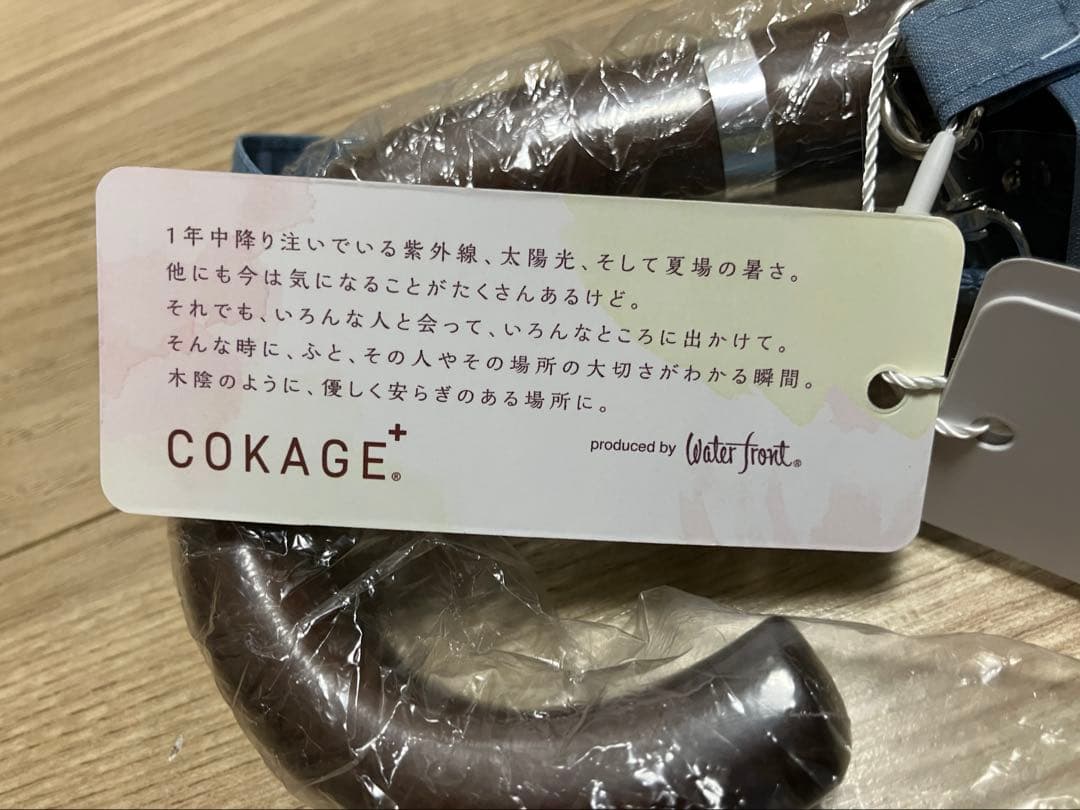 1年中降り注いでいる紫外線、太陽光、そして夏場の暑さ。
他にも今は気になることがたくさんあるけど。
それでも、いろんな人と会って、いろんなところに出かけて。
そんな時に、ふと、その人やその場所の大切さがわかる瞬間。
木陰のように、優しく安らぎのある場所に。
COKAGE+®
produced by Water front®